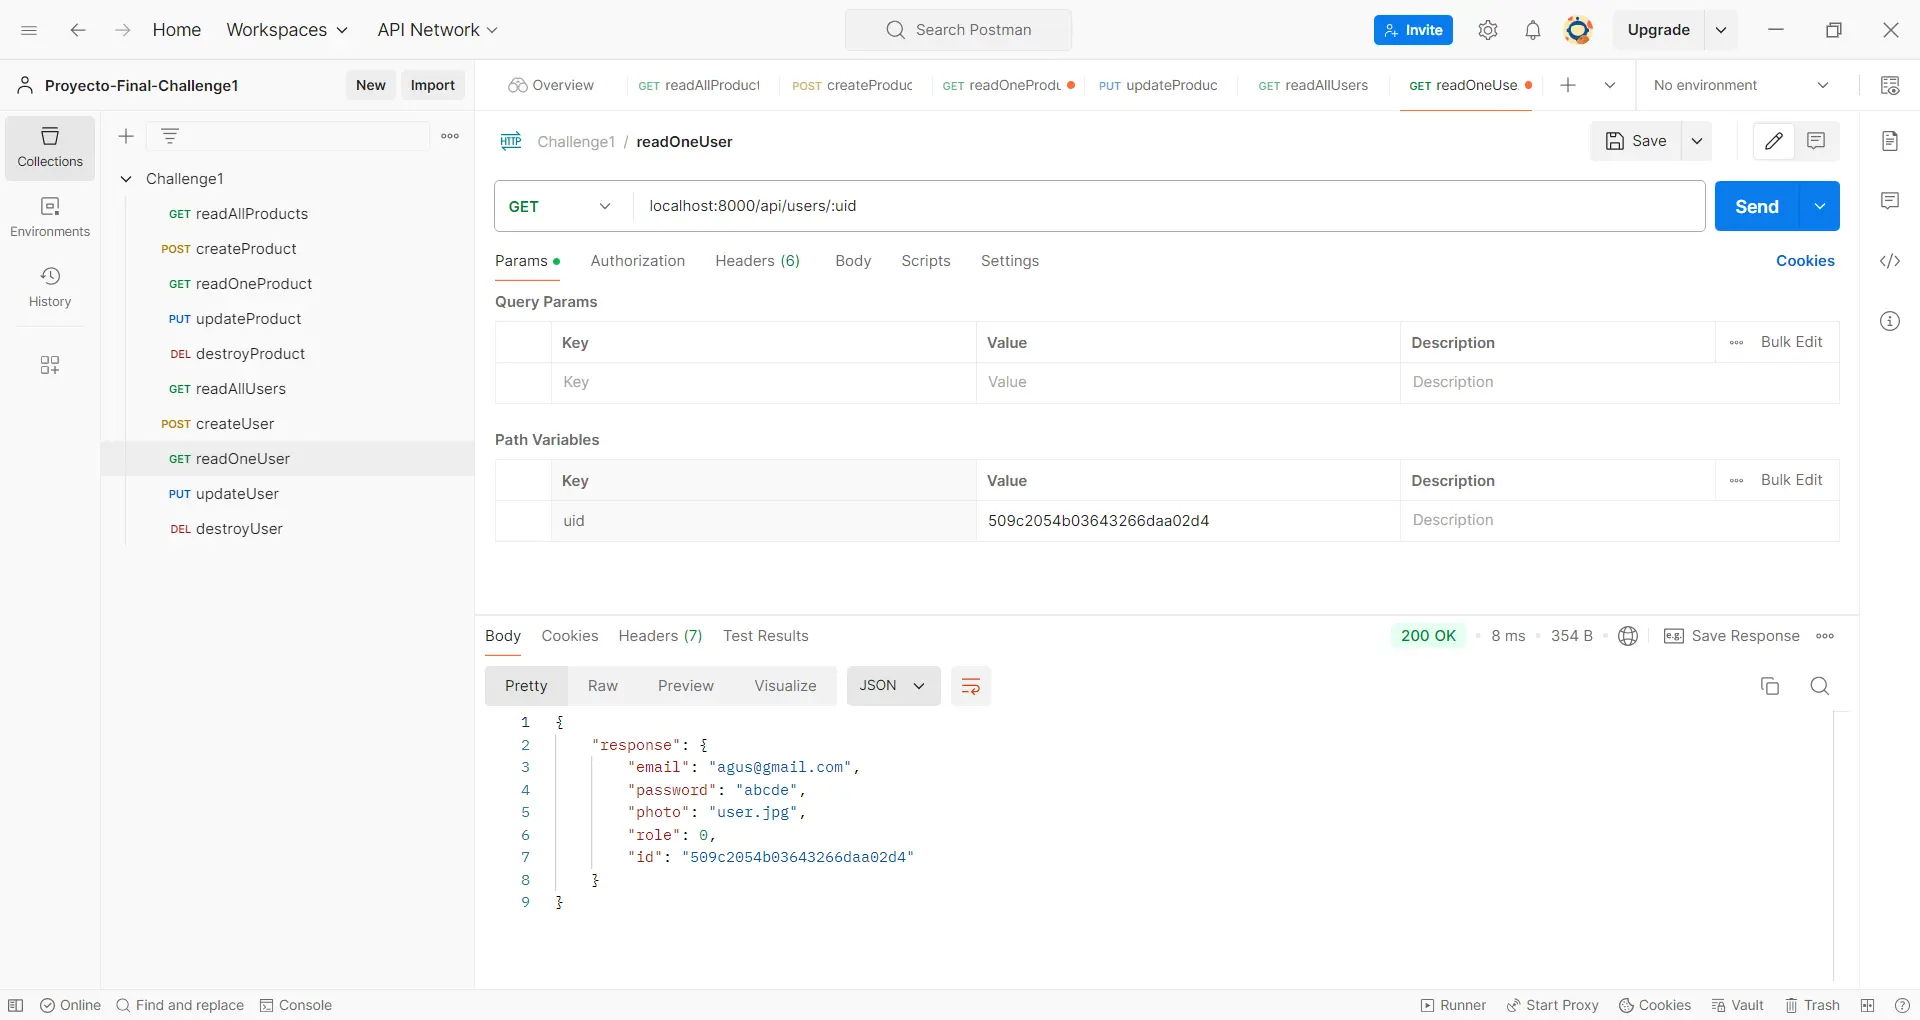 Home Workspaces API Network Search Postman Invite Upgrade
Proyecto-Final-Challenge1 New Import
Overview GET readAllProduct POST createProduc GET readOneProdu PUT updateProduc GET readAllUsers GET readOneUse No environment
Collections
Environments
History
Challenge1
GET readAllProducts
POST createProduct
GET readOneProduct
PUT updateProduct
DEL destroyProduct
GET readAllUsers
POST createUser
GET readOneUser
PUT updateUser
DEL destroyUser
HTTP Challenge1 / readOneUser Save
GET localhost:8000/api/users/:uid Send
Params Authorization Headers (6) Body Scripts Settings Cookies
Query Params
Key Value Description Bulk Edit
Key Value Description
Path Variables
Key Value Description Bulk Edit
uid 509c2054b03643266daa02d4 Description
Body Cookies Headers (7) Test Results 200 OK 8 ms 354 B e.g. Save Response
Pretty Raw Preview Visualize JSON
1 {
2 "response": {
3 "email": "agus@gmail.com",
4 "password": "abcde",
5 "photo": "user.jpg",
6 "role": 0,
7 "id": "509c2054b03643266daa02d4"
8 }
9 }
Online Find and replace Console Runner Start Proxy Cookies Vault Trash